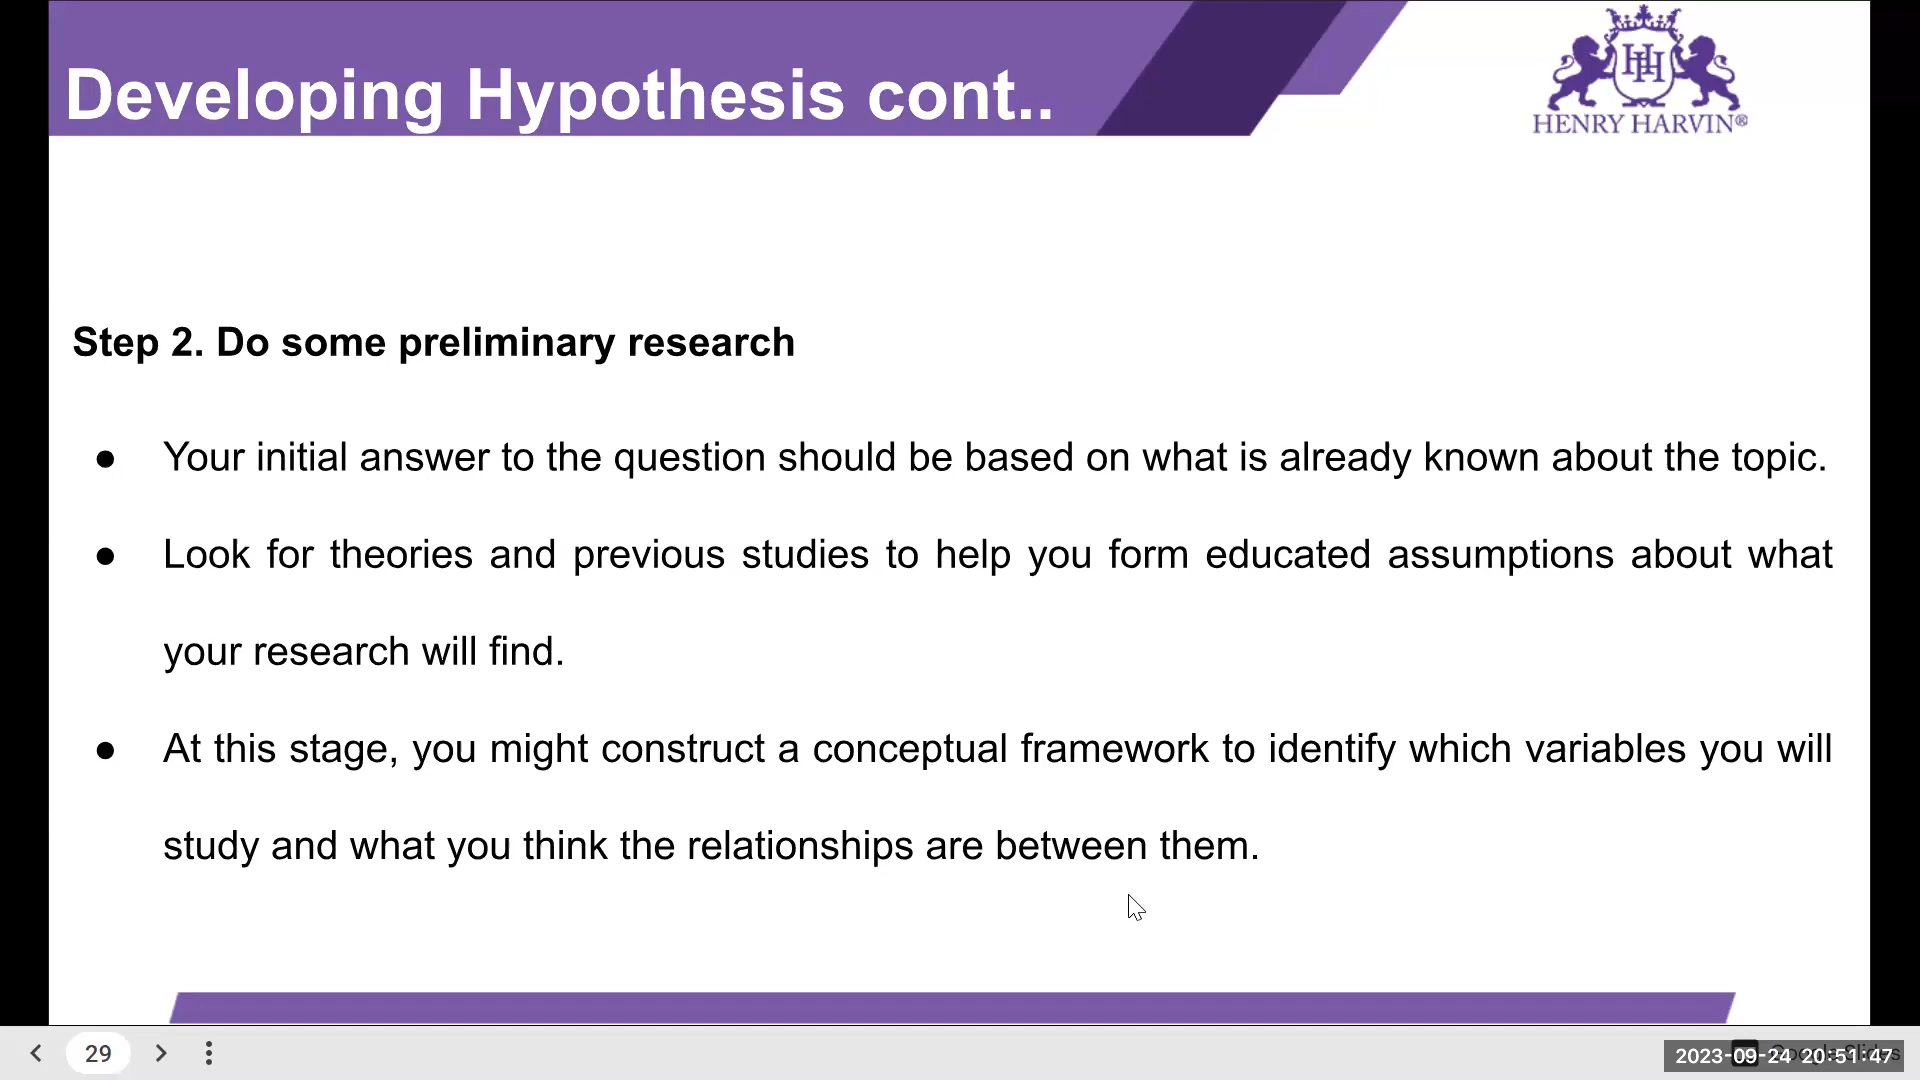 Developing Hypothesis cont..
HENRY HARVIN®
Step 2. Do some preliminary research
● Your initial answer to the question should be based on what is already known about the topic.
● Look for theories and previous studies to help you form educated assumptions about what
your research will find.
● At this stage, you might construct a conceptual framework to identify which variables you will
study and what you think the relationships are between them.
29
2023-09-24 20:51:47